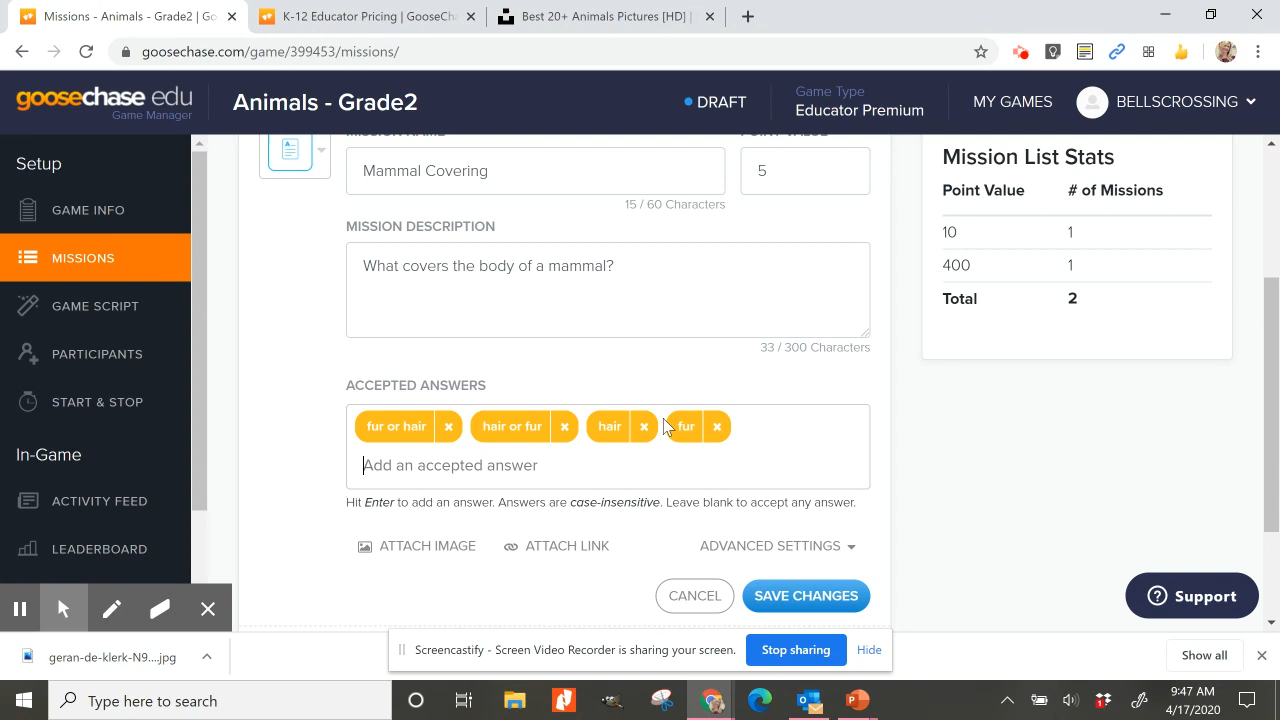 Missions - Animals - Grade2 | Go
K-12 Educator Pricing | GooseCha
Best 20+ Animals Pictures [HD] |
goosechase.com/game/399453/missions/
goosechase edu
Game Manager
Animals - Grade2
DRAFT
Game Type
Educator Premium
MY GAMES
BELLSCROSSING
Setup
GAME INFO
MISSIONS
GAME SCRIPT
PARTICIPANTS
START & STOP
In-Game
ACTIVITY FEED
LEADERBOARD
MISSION NAME
POINT VALUE
Mammal Covering
5
15 / 60 Characters
MISSION DESCRIPTION
What covers the body of a mammal?
33 / 300 Characters
ACCEPTED ANSWERS
fur or hair × hair or fur × hair × fur ×
Add an accepted answer
Hit Enter to add an answer. Answers are case-insensitive. Leave blank to accept any answer.
ATTACH IMAGE
ATTACH LINK
ADVANCED SETTINGS
CANCEL
SAVE CHANGES
Mission List Stats
Point Value # of Missions
10 1
400 1
Total 2
Support
Screencastify - Screen Video Recorder is sharing your screen.
Stop sharing
Hide
geran-de-klerk-N9....jpg
Show all
Type here to search
9:47 AM
4/17/2020